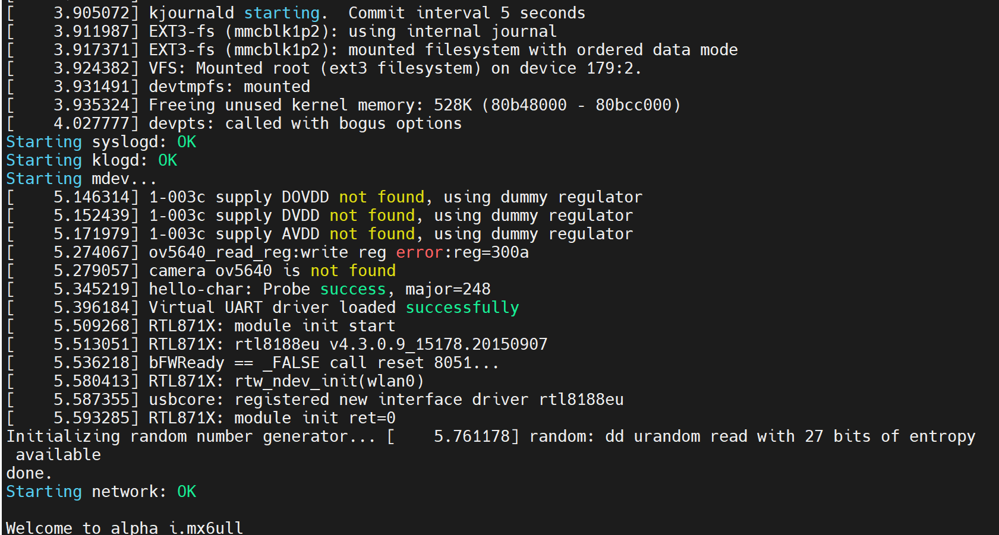 [    3.905072] kjournald starting.  Commit interval 5 seconds
[    3.911987] EXT3-fs (mmcblk1p2): using internal journal
[    3.917371] EXT3-fs (mmcblk1p2): mounted filesystem with ordered data mode
[    3.924382] VFS: Mounted root (ext3 filesystem) on device 179:2.
[    3.931491] devtmpfs: mounted
[    3.935324] Freeing unused kernel memory: 528K (80b48000 - 80bcc000)
[    4.027777] devpts: called with bogus options
Starting syslogd: OK
Starting klogd: OK
Starting mdev...
[    5.146314] 1-003c supply DOVDD not found, using dummy regulator
[    5.152439] 1-003c supply DVDD not found, using dummy regulator
[    5.171979] 1-003c supply AVDD not found, using dummy regulator
[    5.274067] ov5640_read_reg:write reg error:reg=300a
[    5.279057] camera ov5640 is not found
[    5.345219] hello-char: Probe success, major=248
[    5.396184] Virtual UART driver loaded successfully
[    5.509268] RTL871X: module init start
[    5.513051] RTL871X: rtl8188eu v4.3.0.9_15178.20150907
[    5.536218] bFWReady == _FALSE call reset 8051...
[    5.580413] RTL871X: rtw_ndev_init(wlan0)
[    5.587355] usbcore: registered new interface driver rtl8188eu
[    5.593285] RTL871X: module init ret=0
Initializing random number generator... [    5.761178] random: dd urandom read with 27 bits of entropy
 available
done.
Starting network: OK
Welcome to alpha i.mx6ull